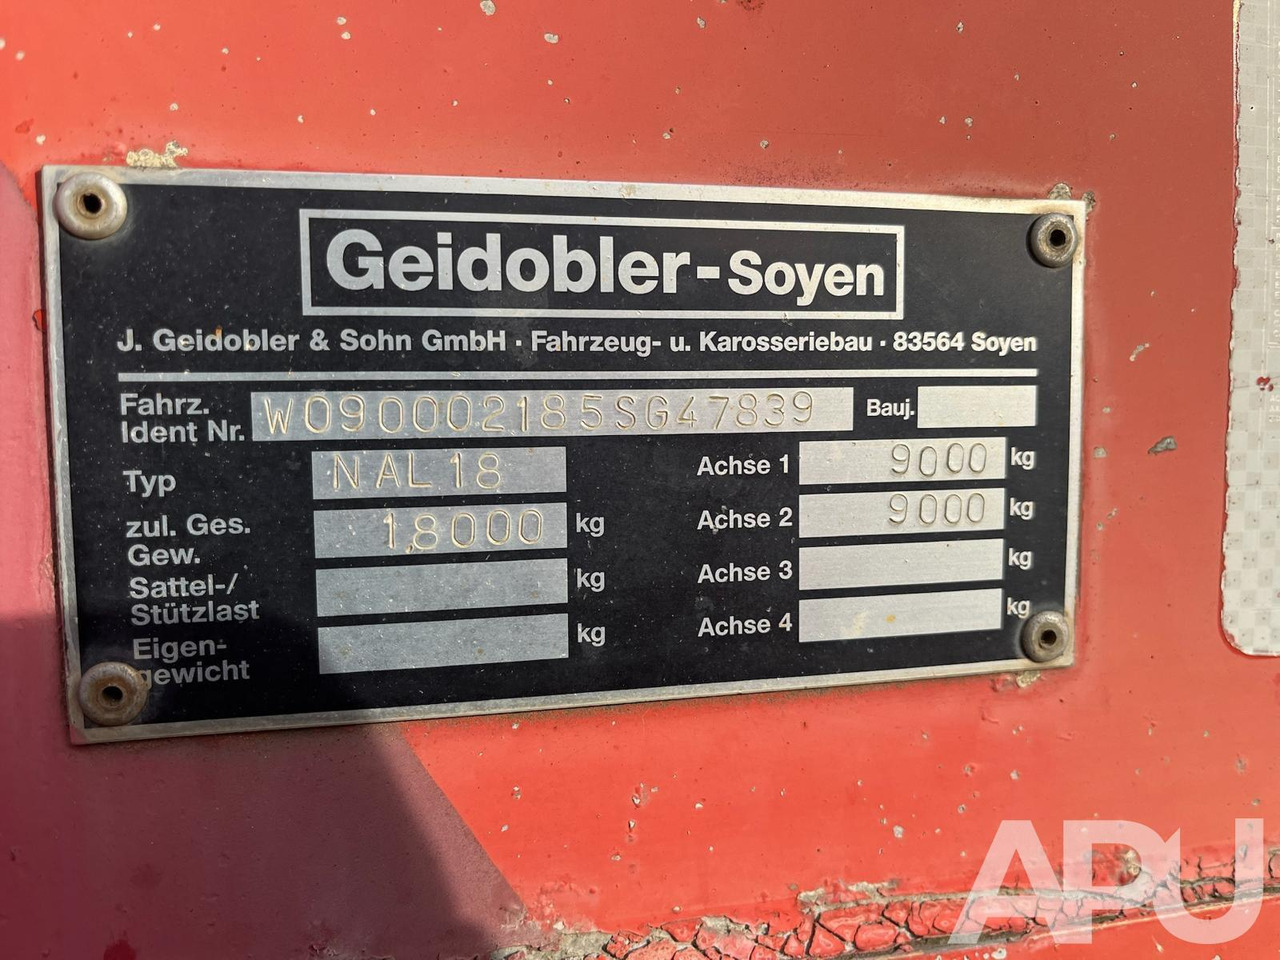 Geidobler-Soyen
J. Geidobler & Sohn GmbH · Fahrzeug- u. Karosseriebau · 83564 Soyen
Fahrz. Ident Nr. W090002185SG47839 Bauj.
Typ NAL18
zul. Ges. Gew. 18000 kg
Sattel-/ Stützlast kg
Eigen- gewicht kg
Achse 1 9000 kg
Achse 2 9000 kg
Achse 3 kg
Achse 4 kg
APU